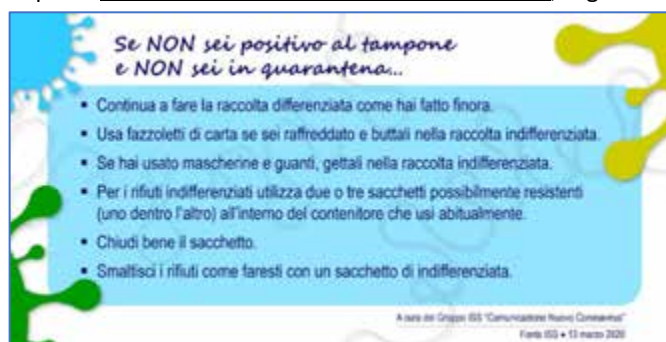 Se NON sei positivo al tampone
e NON sei in quarantena...
▪ Continua a fare la raccolta differenziata come hai fatto finora.
▪ Usa fazzoletti di carta se sei raffreddato e buttali nella raccolta indifferenziata.
▪ Se hai usato mascherine e guanti, gettali nella raccolta indifferenziata.
▪ Per i rifiuti indifferenziati utilizza due o tre sacchetti possibilmente resistenti
(uno dentro l'altro) all'interno del contenitore che usi abitualmente.
▪ Chiudi bene il sacchetto.
▪ Smaltisci i rifiuti come faresti con un sacchetto di indifferenziata.
A cura del Gruppo ISS "Comunicazione Nuovo Coronavirus"
Fonte ISS • 13 marzo 2020